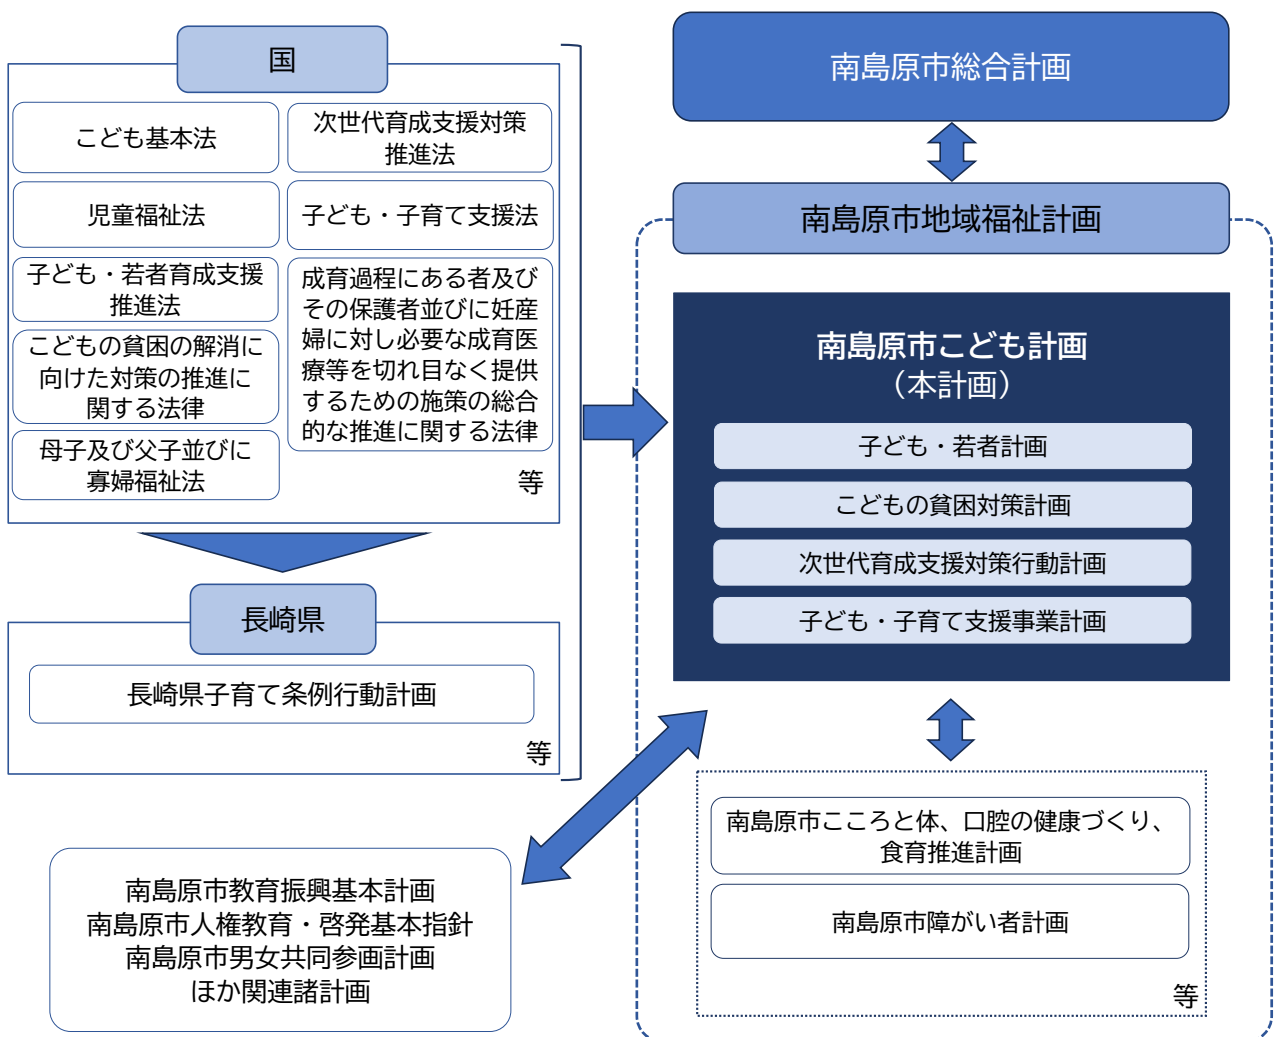 国
こども基本法
次世代育成支援対策
推進法
児童福祉法
子ども・子育て支援法
子ども・若者育成支援
推進法
こどもの貧困の解消に
向けた対策の推進に
関する法律
母子及び父子並びに
寡婦福祉法
成育過程にある者及び
その保護者並びに妊産
婦に対し必要な成育医
療等を切れ目なく提供
するための施策の総合
的な推進に関する法律
等
長崎県
長崎県子育て条例行動計画
等
南島原市総合計画
南島原市地域福祉計画
南島原市こども計画
（本計画）
子ども・若者計画
こどもの貧困対策計画
次世代育成支援対策行動計画
子ども・子育て支援事業計画
南島原市こころと体、口腔の健康づくり、
食育推進計画
南島原市障がい者計画
等
南島原市教育振興基本計画
南島原市人権教育・啓発基本指針
南島原市男女共同参画計画
ほか関連諸計画